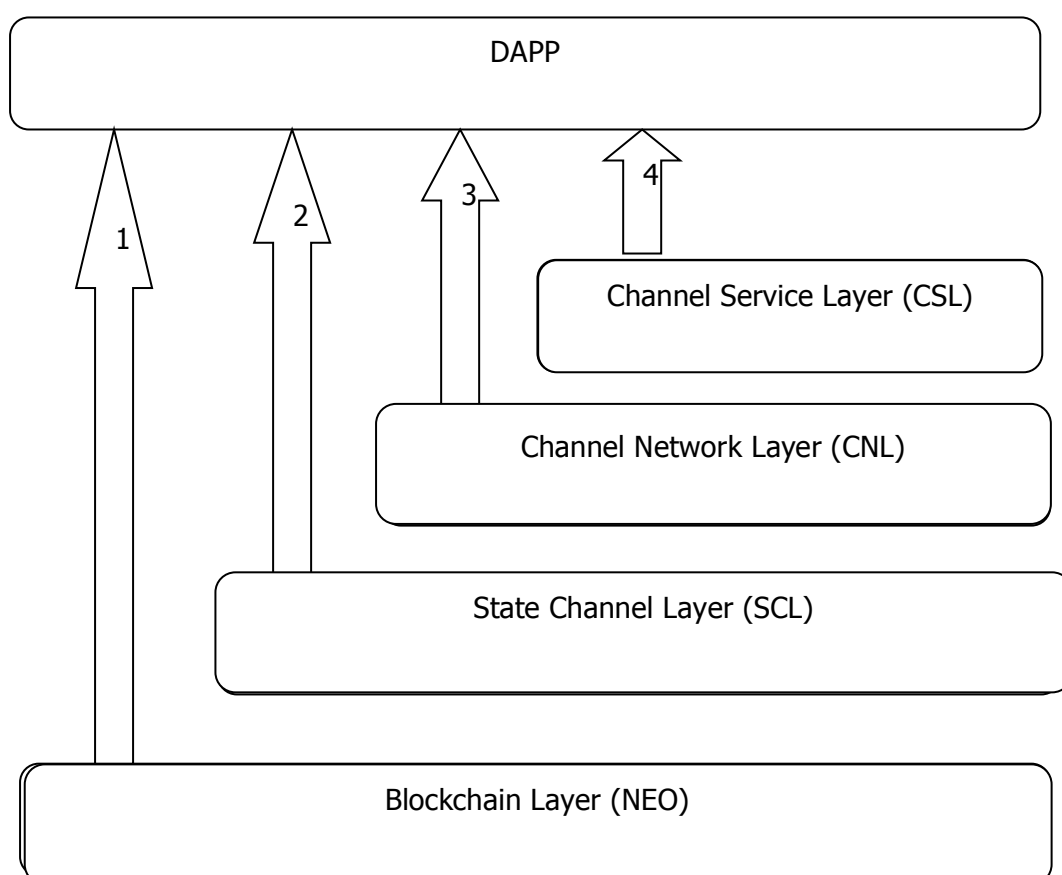 DAPP
1
2
3
4
Channel Service Layer (CSL)
Channel Network Layer (CNL)
State Channel Layer (SCL)
Blockchain Layer (NEO)